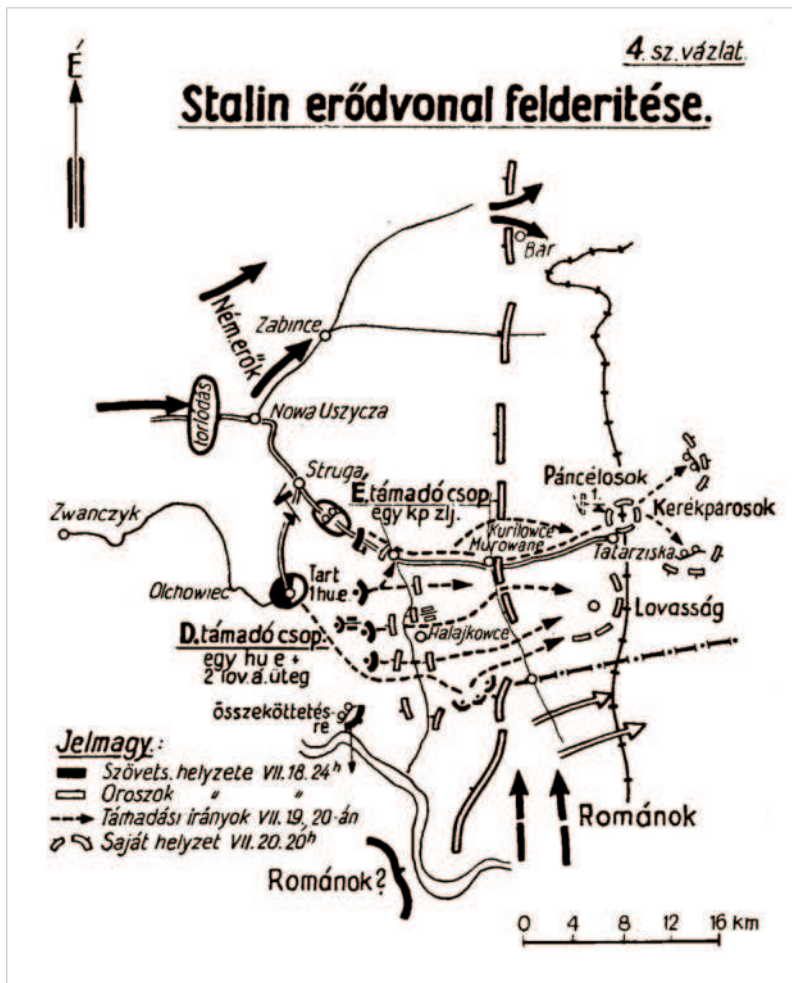 4. sz. vázlat.
É
Stalin erődvonal felderitése.
Bar
Ném. erők
Zabince
torlódás
Nowa Uszycza
Struga
É. támadó csop.
egy kp zlj.
Páncélosok
Kerékpárosok
Kurilowce
Murowane
Tatarziska
Zwanczyk
Olchowiec
Tart
1 hu. e.
Lovasság
Halajkowce
D. támadó csop.
egy hu e +
2 lov. á. üteg
összeköttetés-
re
Jelmagy.:
Szövets. helyzete VII. 18. 24h
Oroszok " "
Támadási irányok VII. 19, 20-án
Saját helyzet VII. 20. 20h
Románok
Románok?
0 4 8 12 16 km